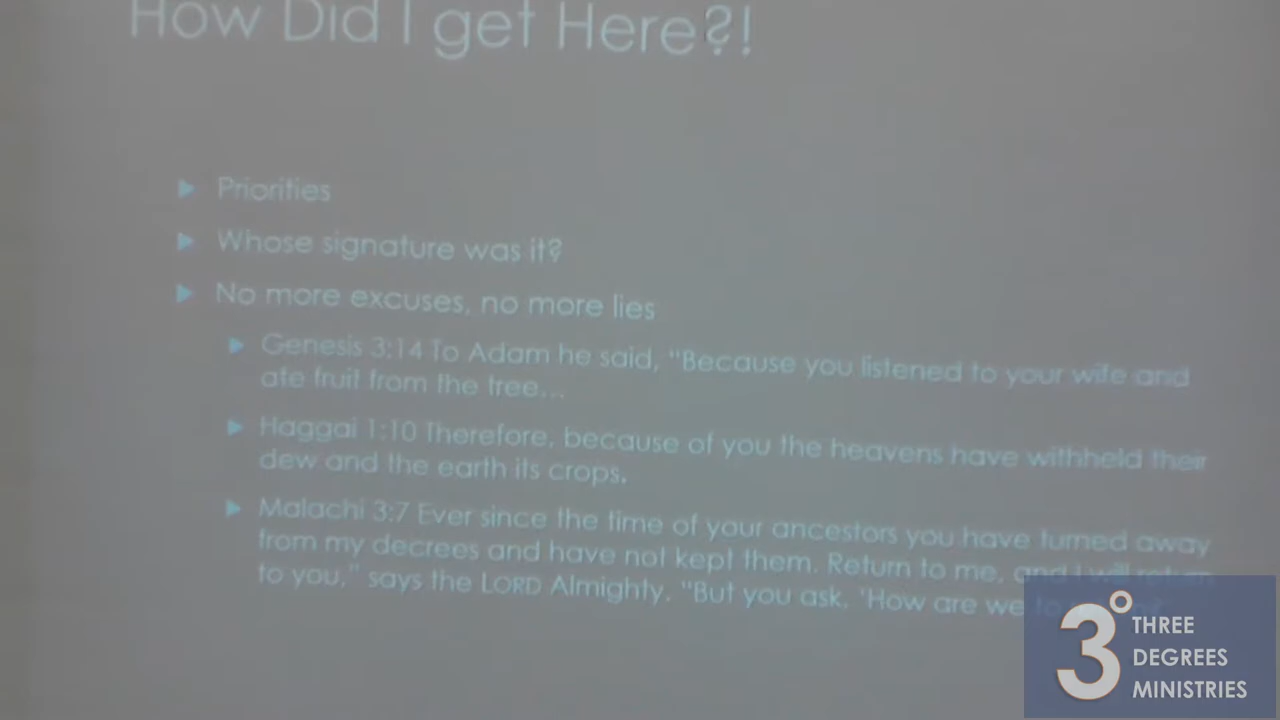 How Did I get Here?!
Priorities
Whose signature was it?
No more excuses, no more lies
Genesis 3:14 To Adam he said, "Because you listened to your wife and
ate fruit from the tree...
Haggai 1:10 Therefore, because of you the heavens have withheld their
dew and the earth its crops.
Malachi 3:7 Ever since the time of your ancestors you have turned away
from my decrees and have not kept them. Return to me, and I will return
to you," says the LORD Almighty. "But you ask, 'How are we
3°
THREE
DEGREES
MINISTRIES